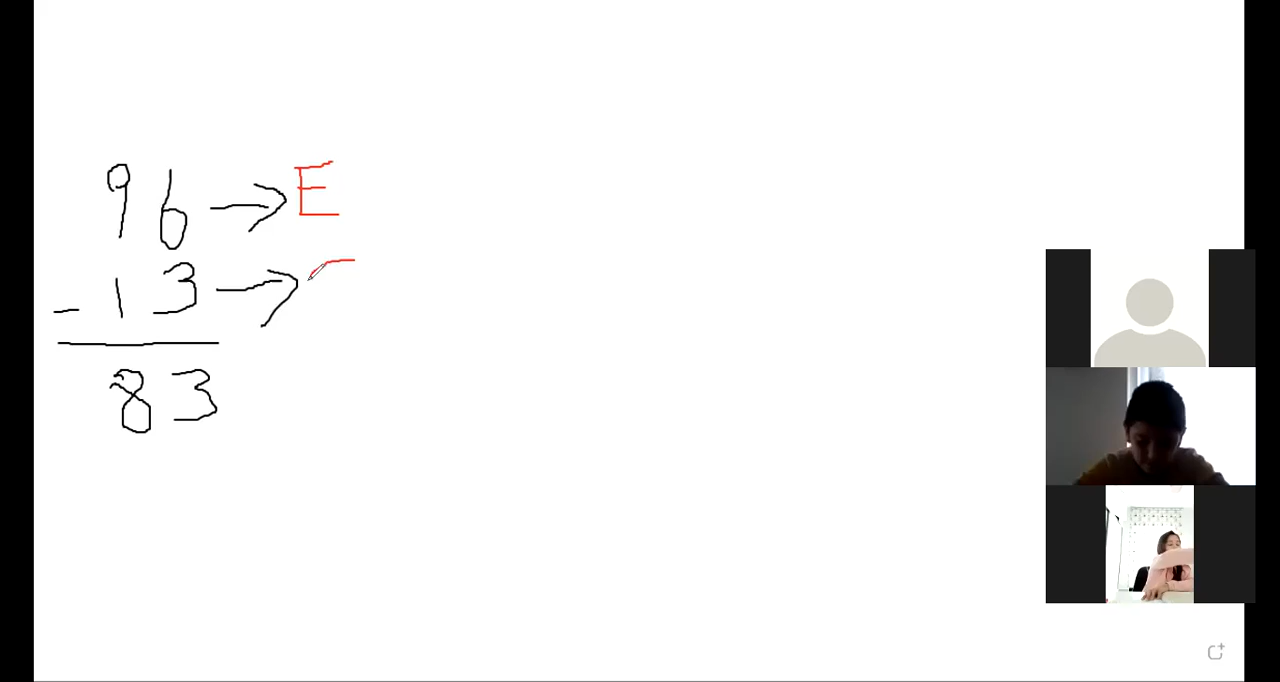 96 → E
- 13 →
83